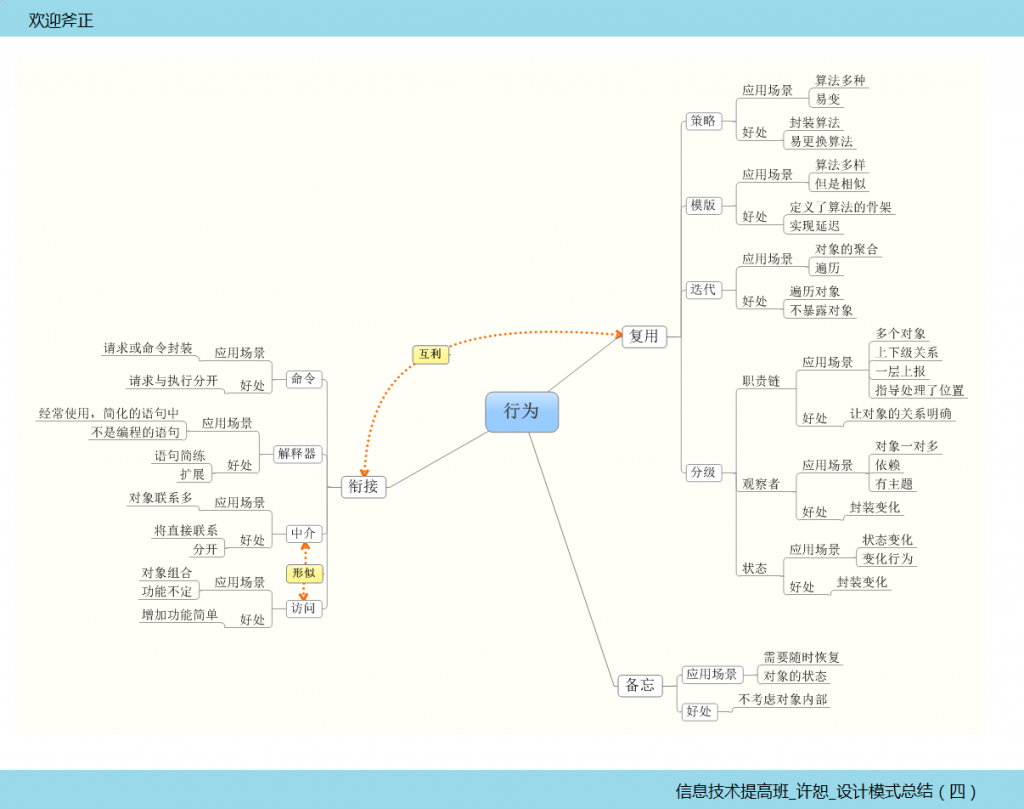 欢迎斧正
行为
复用
策略
应用场景
算法多种
易变
好处
封装算法
易更换算法
模版
应用场景
算法多样
但是相似
好处
定义了算法的骨架
实现延迟
迭代
应用场景
对象的聚合
遍历
好处
遍历对象
不暴露对象
分级
职责链
应用场景
多个对象
上下级关系
一层上报
指导处理了位置
好处
让对象的关系明确
观察者
应用场景
对象一对多
依赖
有主题
好处
封装变化
状态
应用场景
状态变化
变化行为
好处
封装变化
备忘
应用场景
需要随时恢复
对象的状态
好处
不考虑对象内部
互利
衔接
命令
应用场景
请求或命令封装
好处
请求与执行分开
解释器
应用场景
经常使用，简化的语句中
不是编程的语句
好处
语句简练
扩展
中介
应用场景
对象联系多
好处
将直接联系
分开
形似
访问
应用场景
对象组合
功能不定
好处
增加功能简单
信息技术提高班_许恕_设计模式总结（四）